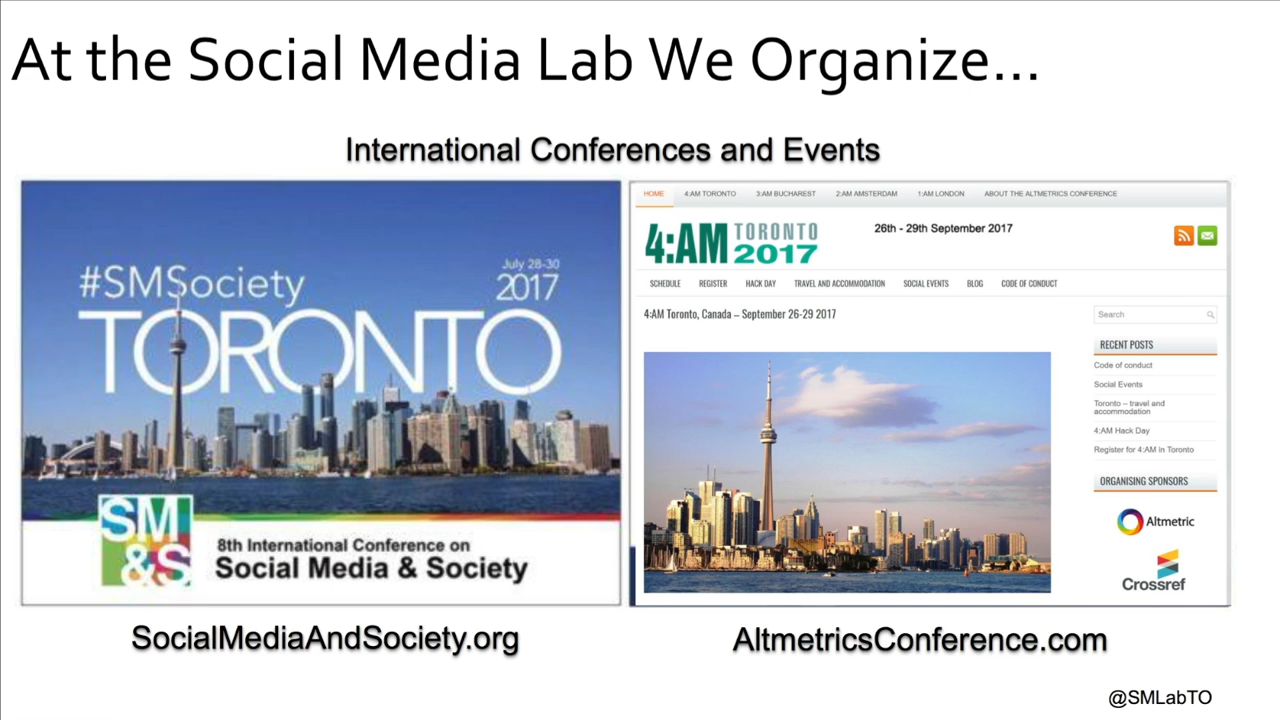 At the Social Media Lab We Organize...
International Conferences and Events
#SMSociety
July 28-30
2017
TORONTO
SM
&S
8th International Conference on
Social Media & Society
SocialMediaAndSociety.org
HOME 4:AM TORONTO 3:AM BUCHAREST 2:AM AMSTERDAM 1:AM LONDON ABOUT THE ALTMETRICS CONFERENCE
4:AM TORONTO
2017
26th - 29th September 2017
SCHEDULE REGISTER HACK DAY TRAVEL AND ACCOMMODATION SOCIAL EVENTS BLOG CODE OF CONDUCT
4:AM Toronto, Canada – September 26-29 2017
Search
RECENT POSTS
Code of conduct
Social Events
Toronto – travel and
accommodation
4:AM Hack Day
Register for 4:AM in Toronto
ORGANISING SPONSORS
Altmetric
Crossref
AltmetricsConference.com
@SMLabTO